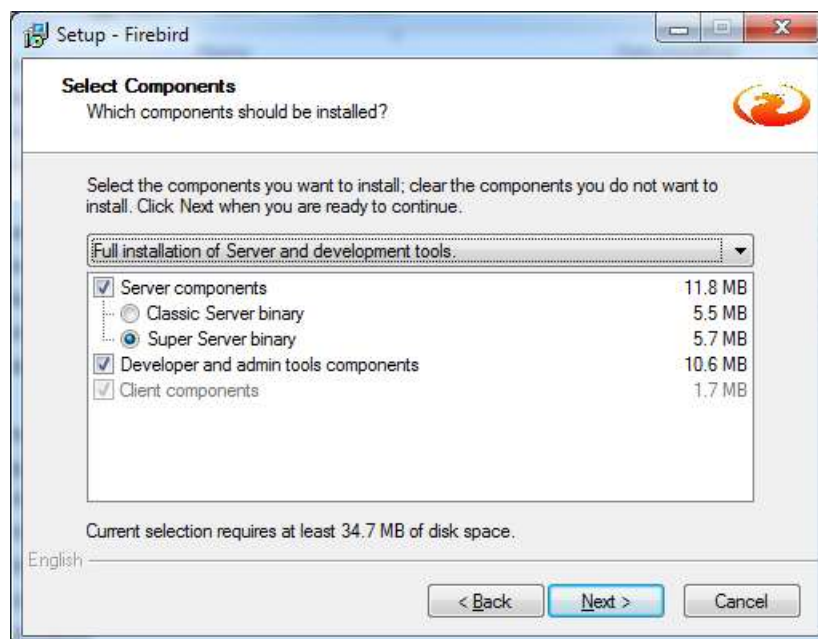 Setup - Firebird
Select Components
Which components should be installed?
Select the components you want to install; clear the components you do not want to
install. Click Next when you are ready to continue.
Full installation of Server and development tools.
Server components 11.8 MB
Classic Server binary 5.5 MB
Super Server binary 5.7 MB
Developer and admin tools components 10.6 MB
Client components 1.7 MB
Current selection requires at least 34.7 MB of disk space.
English
< Back Next > Cancel